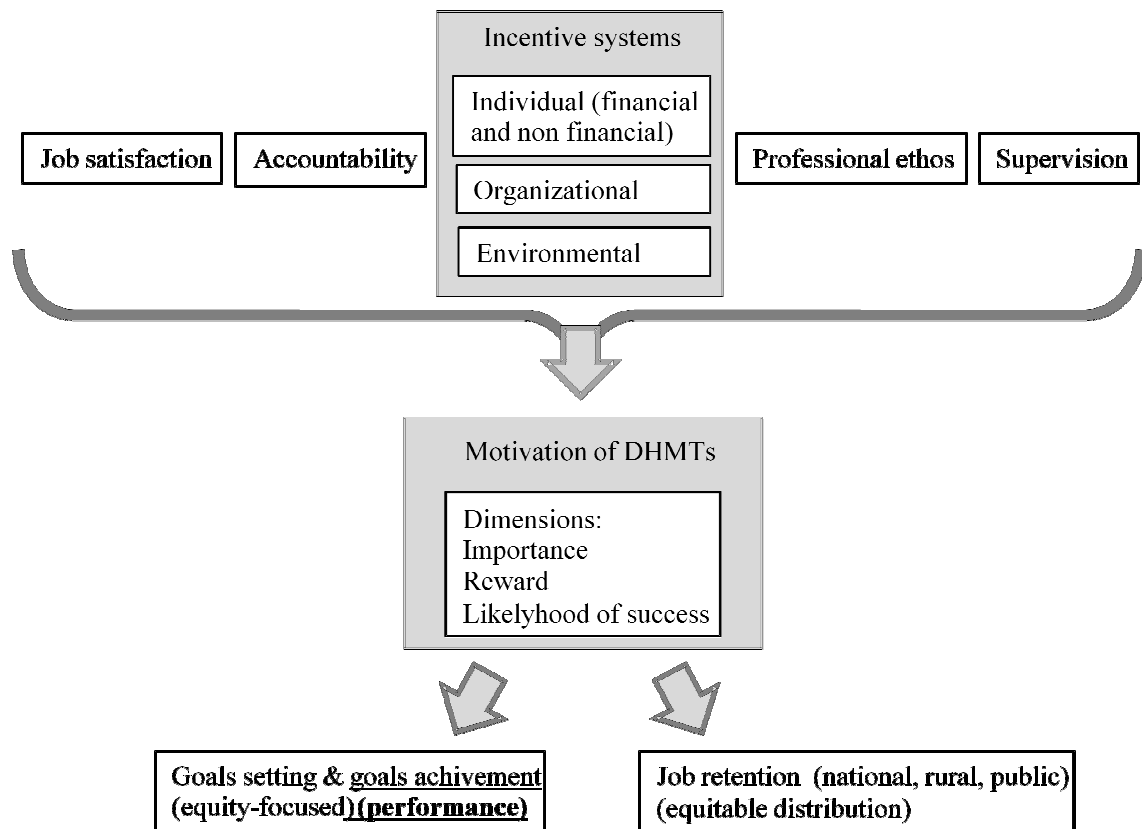 Incentive systems
Individual (financial
and non financial)
Job satisfaction
Accountability
Professional ethos
Supervision
Organizational
Environmental
Motivation of DHMTs
Dimensions:
Importance
Reward
Likelyhood of success
Goals setting & goals achivement
(equity-focused)(performance)
Job retention (national, rural, public)
(equitable distribution)